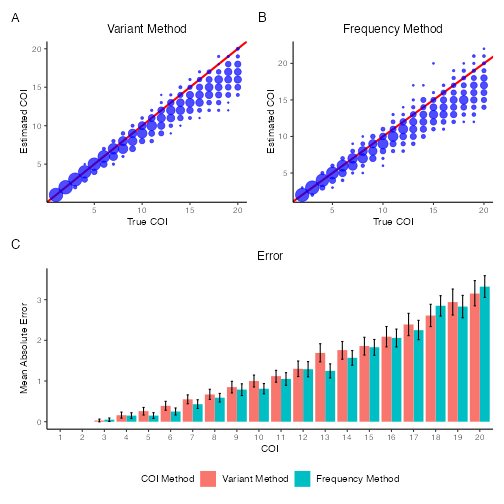 A
B
Variant Method
Frequency Method
Estimated COI
20
15
10
5
5
10
15
20
True COI
Estimated COI
20
15
10
5
5
10
15
20
True COI
C
Error
Mean Absolute Error
3
2
1
0
1 2 3 4 5 6 7 8 9 10 11 12 13 14 15 16 17 18 19 20
COI
COI Method Variant Method Frequency Method